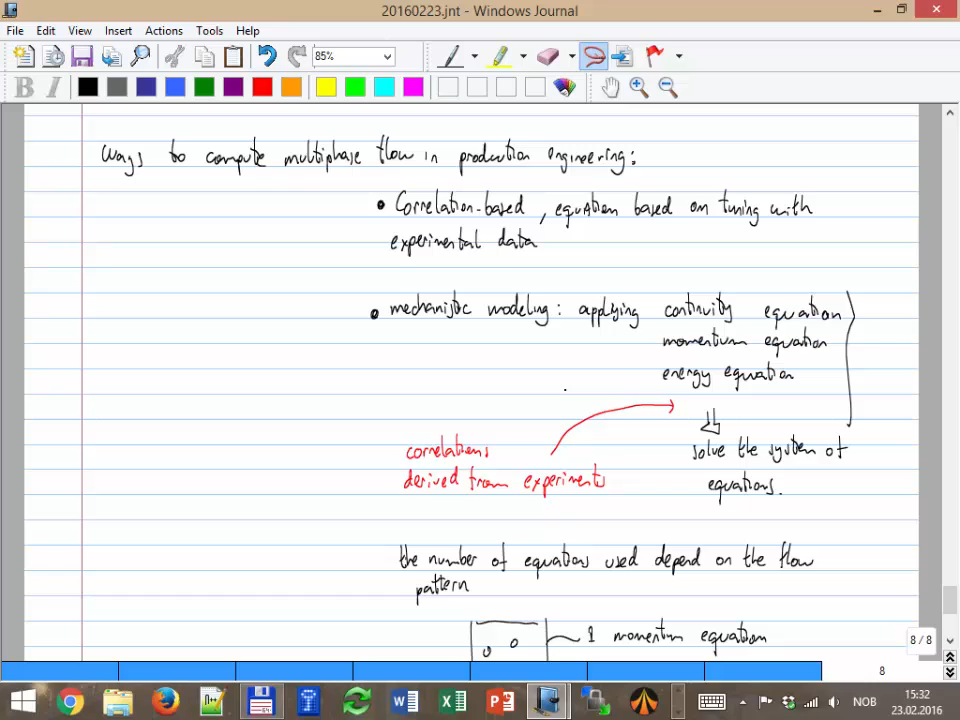 20160223.jnt - Windows Journal
File Edit View Insert Actions Tools Help
85%
B I
Ways to compute multiphase flow in production engineering:
• Correlation-based, equation based on tuning with
experimental data
• mechanistic modeling: applying continuity equation
momentum equation
energy equation
correlations
derived from experiments
solve the system of
equations.
the number of equations used depend on the flow
pattern
1 momentum equation
8 / 8
8
NOB
15:32
23.02.2016